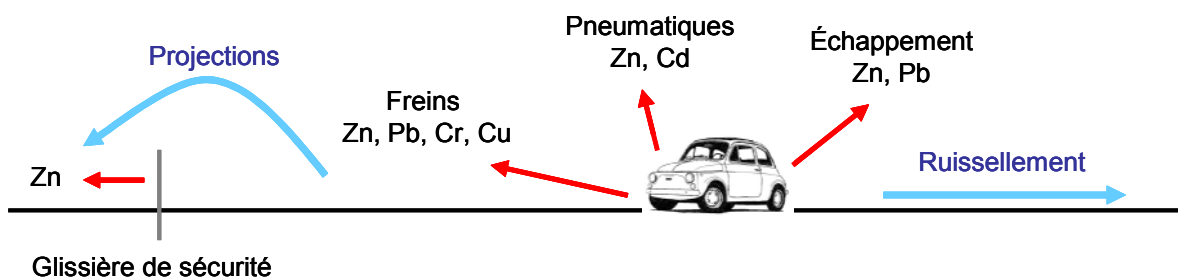 Projections
Freins
Zn, Pb, Cr, Cu
Pneumatiques
Zn, Cd
Échappement
Zn, Pb
Ruissellement
Zn
Glissière de sécurité